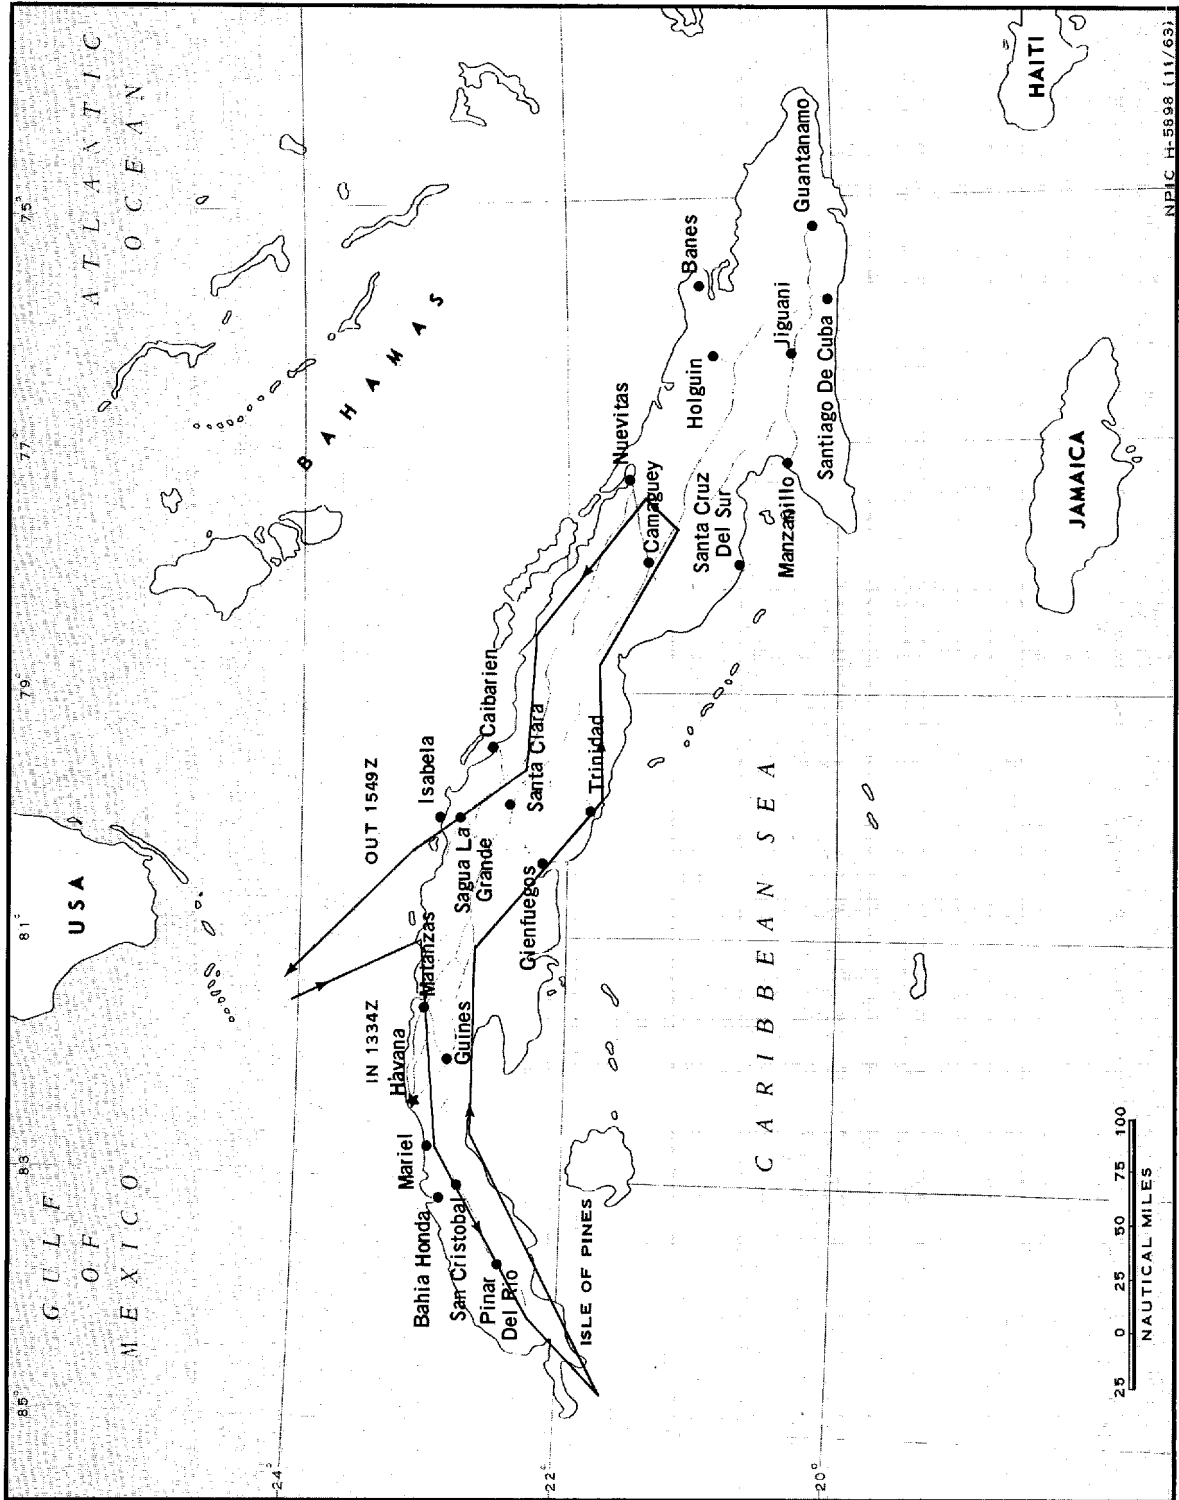 85°
83°
81°
79°
77°
75°
GULF
OF
MEXICO
USA
ATLANTIC
OCEAN
BAHAMAS
24°
22°
20°
IN 1334Z
OUT 1549Z
Havana
Mariel
Bahia Honda
San Cristobal
Pinar
Del Rio
Matanzas
Guines
Isabela
Sagua La
Grande
Caibarien
Santa Clara
Cienfuegos
Trinidad
Nuevitas
Camaguey
Santa Cruz
Del Sur
Manzanillo
Holguin
Banes
Jiguani
Santiago De Cuba
Guantanamo
ISLE OF PINES
CARIBBEAN SEA
JAMAICA
HAITI
25 0 25 50 75 100
NAUTICAL MILES
NPIC H-5898 (11/63)